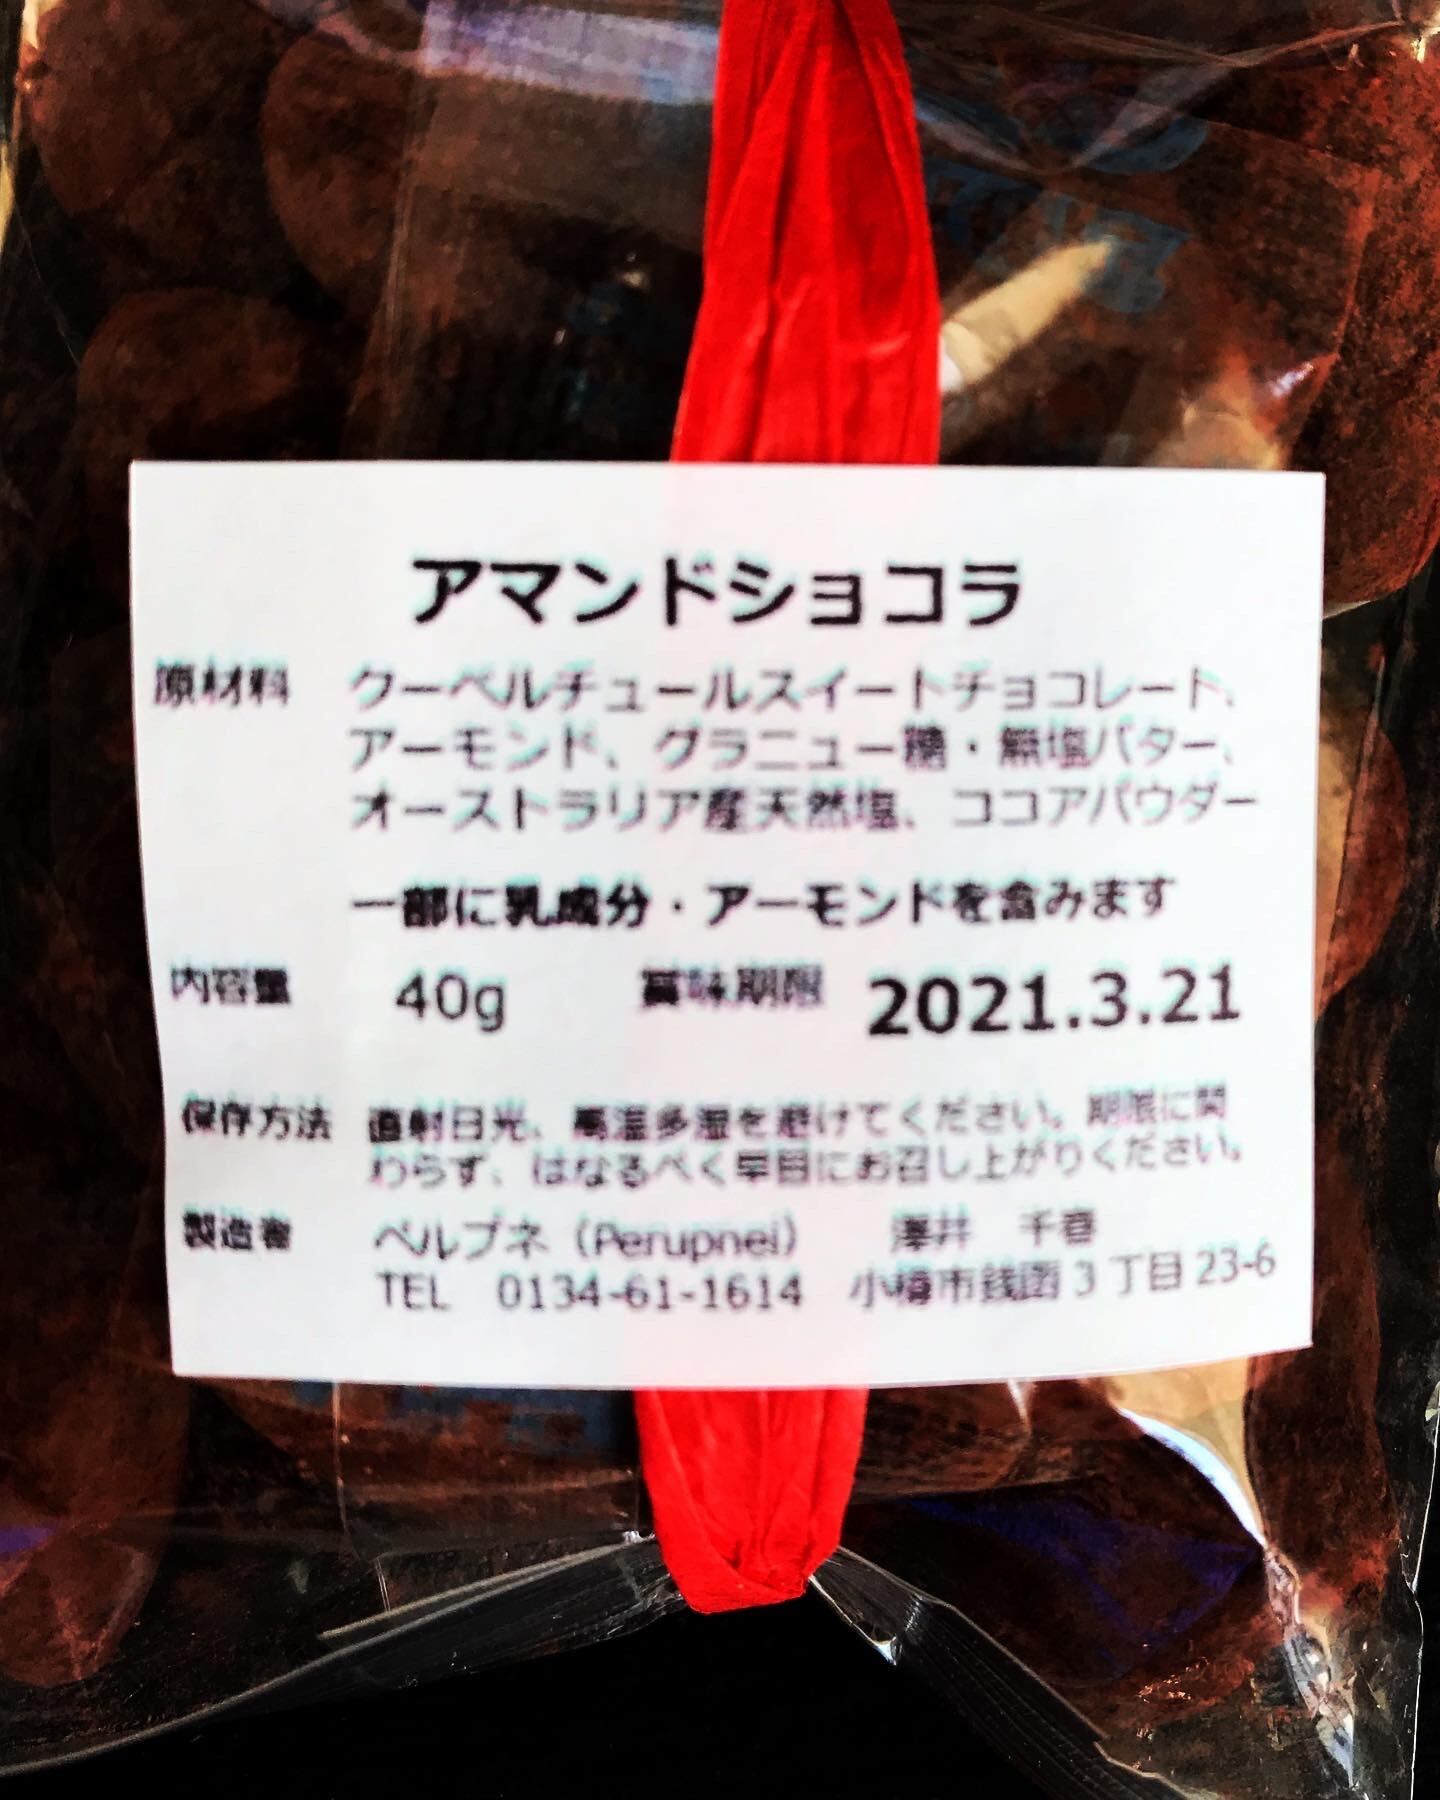 アマンドショコラ
原材料 クーベルチュールスイートチョコレート、
アーモンド、グラニュー糖・無塩バター、
オーストラリア産天然塩、ココアパウダー
一部に乳成分・アーモンドを含みます
内容量 40g 賞味期限 2021.3.21
保存方法 直射日光、高温多湿を避けてください。期限に関
わらず、はなるべく早目にお召し上がりください。
製造者 ペルプネ（Perupnei） 澤井 千春
TEL 0134-61-1614 小樽市銭函3丁目23-6